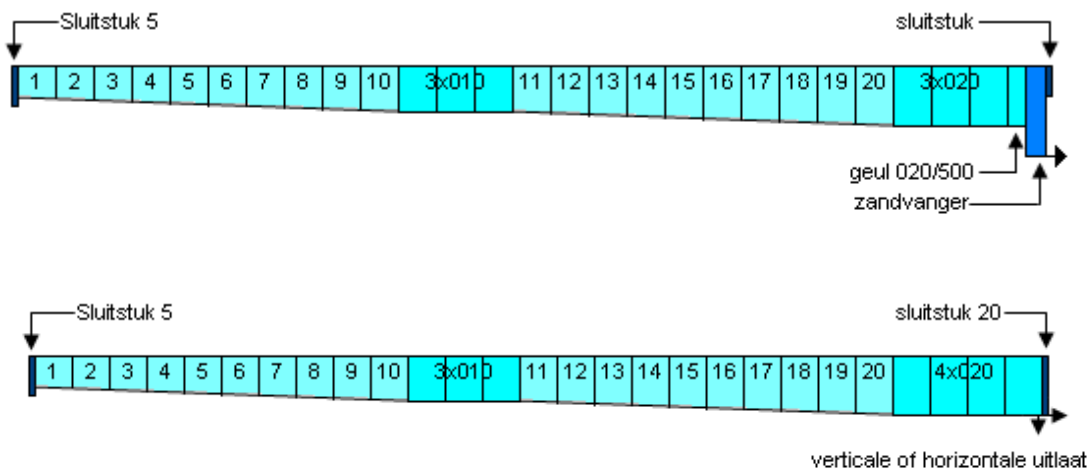 Sluitstuk 5 sluitstuk
1 2 3 4 5 6 7 8 9 10 3x010 11 12 13 14 15 16 17 18 19 20 3x020
geul 020/500
zandvanger
Sluitstuk 5 sluitstuk 20
1 2 3 4 5 6 7 8 9 10 3x010 11 12 13 14 15 16 17 18 19 20 4x020
verticale of horizontale uitlaat